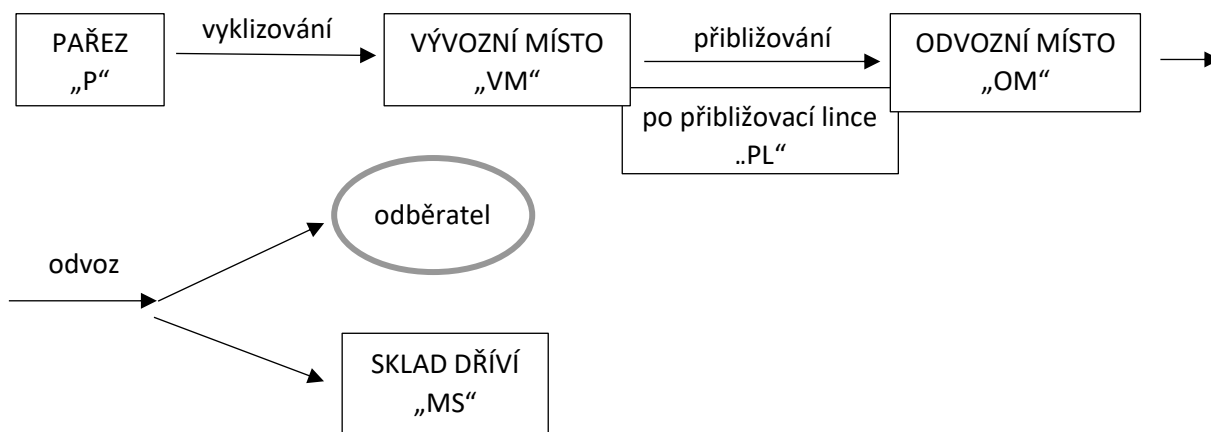 PAŘEZ
„P“
vyklizování
VÝVOZNÍ MÍSTO
„VM“
přibližování
po přibližovací lince
„PL“
ODVOZNÍ MÍSTO
„OM“
odvoz
odběratel
SKLAD DŘÍVÍ
„MS“